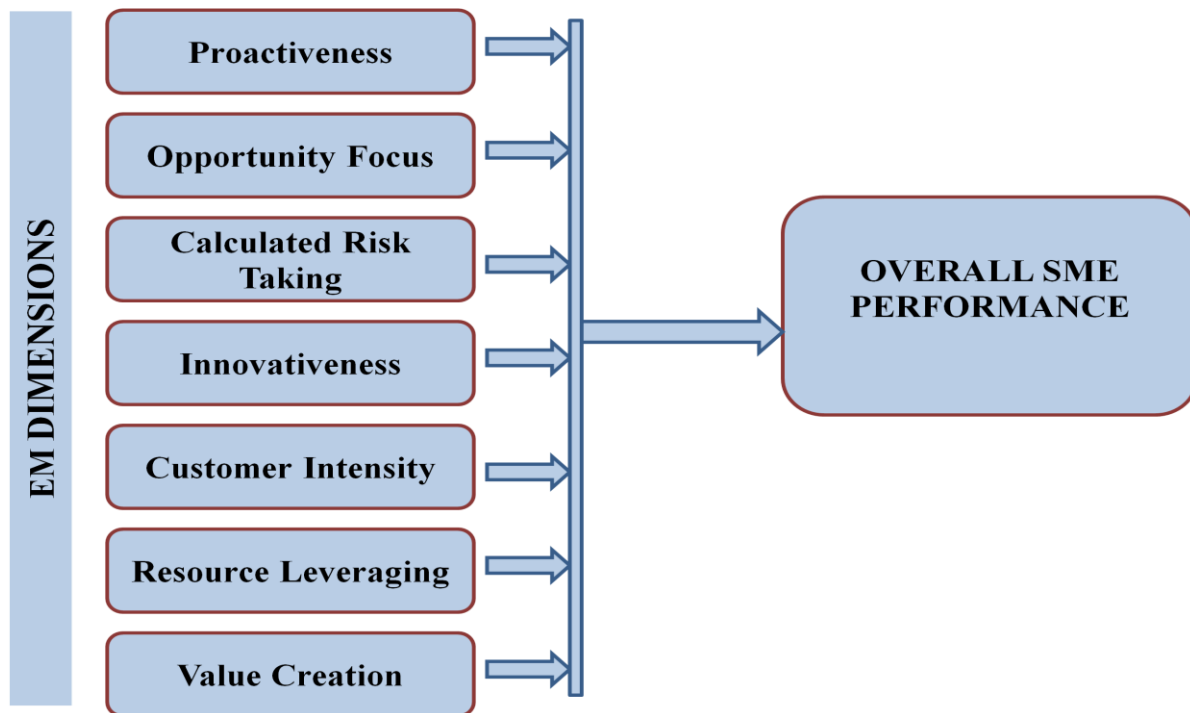 EM DIMENSIONS
Proactiveness
Opportunity Focus
Calculated Risk
Taking
Innovativeness
Customer Intensity
Resource Leveraging
Value Creation
OVERALL SME
PERFORMANCE